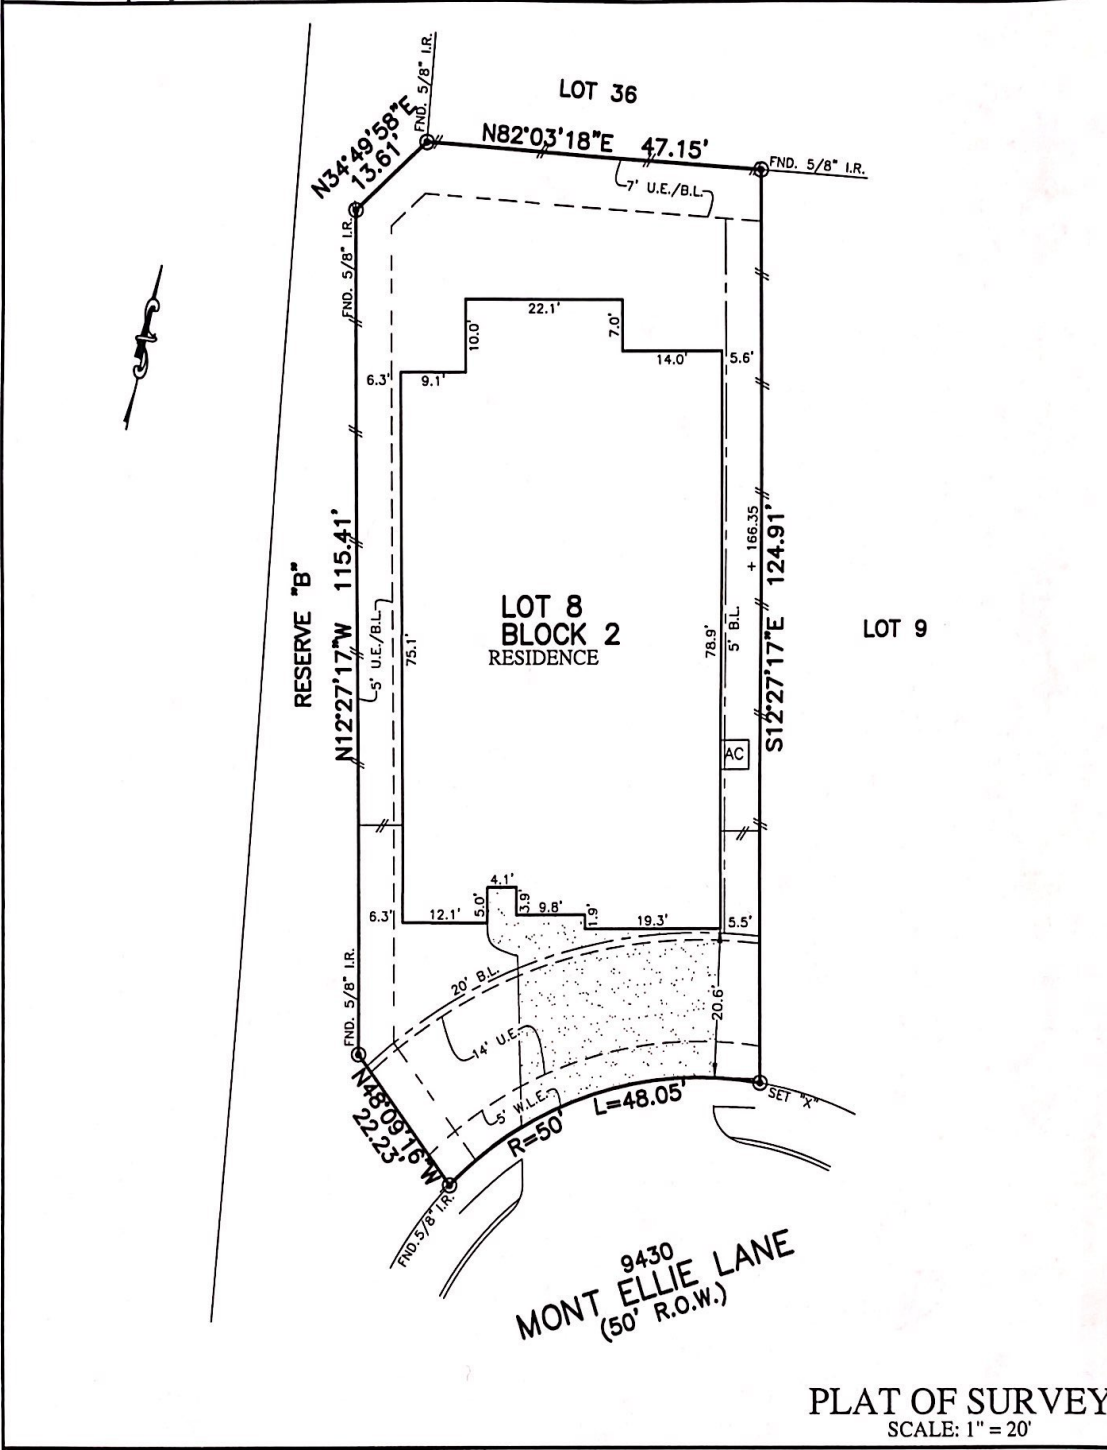 LOT 36
FND. 5/8" I.R.
N34°49'58"E
13.61'
N82°03'18"E 47.15'
FND. 5/8" I.R.
7' U.E./B.L.
FND. 5/8" I.R.
22.1'
10.0'
7.0'
14.0'
5.6'
6.3'
9.1'
+ 166.35
RESERVE "B"
N12°27'17"W 115.41'
5' U.E./B.L.
75.1'
LOT 8
BLOCK 2
RESIDENCE
78.9'
5' B.L.
S12°27'17"E 124.91'
LOT 9
AC
4.1'
5.0'
3.9'
9.8'
1.9'
6.3'
12.1'
19.3'
5.5'
FND. 5/8" I.R.
20' B.L.
20.6'
14' U.E.
5' W.L.E.
N48°09'16"W
22.23'
R=50'
L=48.05'
SET "X"
FND. 5/8" I.R.
9430
MONT ELLIE LANE
(50' R.O.W.)
PLAT OF SURVEY
SCALE: 1" = 20'